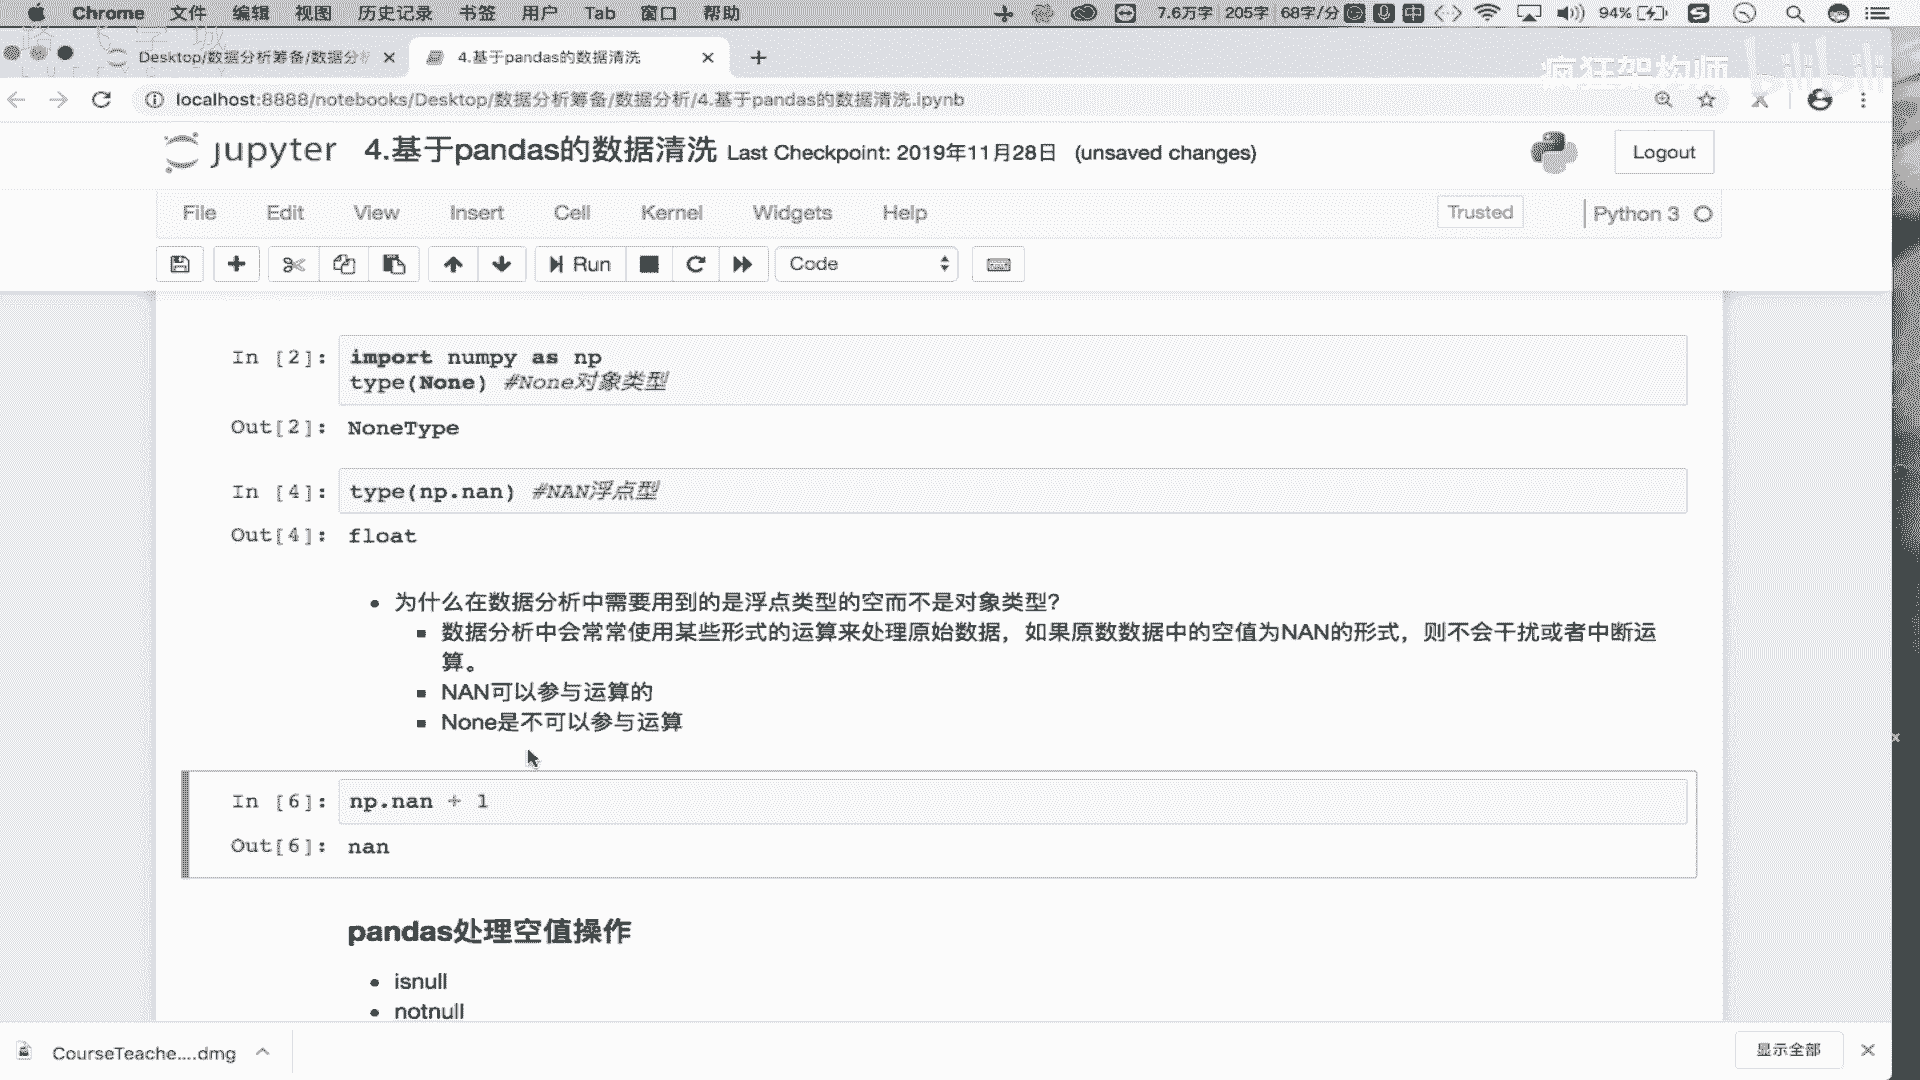 Chrome 文件 编辑 视图 历史记录 书签 用户 Tab 窗口 帮助 7.6万字 205字 68字/分 中 94%
Desktop/数据分析筹备/数据分析 4.基于pandas的数据清洗
疯狂架构师 bilibili
localhost:8888/notebooks/Desktop/数据分析筹备/数据分析/4.基于pandas的数据清洗.ipynb
jupyter 4.基于pandas的数据清洗 Last Checkpoint: 2019年11月28日 (unsaved changes) Logout
File Edit View Insert Cell Kernel Widgets Help Trusted Python 3
Run Code
In [2]: import numpy as np
type(None) #None对象类型
Out[2]: NoneType
In [4]: type(np.nan) #NAN浮点型
Out[4]: float
为什么在数据分析中需要用到的是浮点类型的空而不是对象类型?
数据分析中会常常使用某些形式的运算来处理原始数据，如果原数数据中的空值为NAN的形式，则不会干扰或者中断运
算。
NAN可以参与运算的
None是不可以参与运算
In [6]: np.nan + 1
Out[6]: nan
pandas处理空值操作
isnull
notnull
CourseTeache....dmg 显示全部